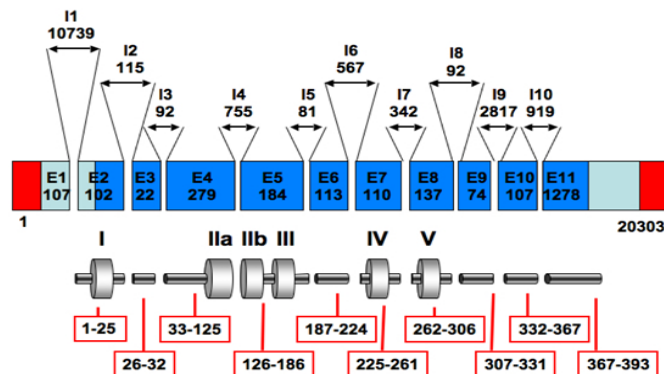 I1
10739
I2
115
I3
92
I4
755
I5
81
I6
567
I7
342
I8
92
I9
2817
I10
919
E1
107
E2
102
E3
22
E4
279
E5
184
E6
113
E7
110
E8
137
E9
74
E10
107
E11
1278
1
20303
I
IIa
IIb
III
IV
V
1-25
33-125
187-224
262-306
332-367
26-32
126-186
225-261
307-331
367-393